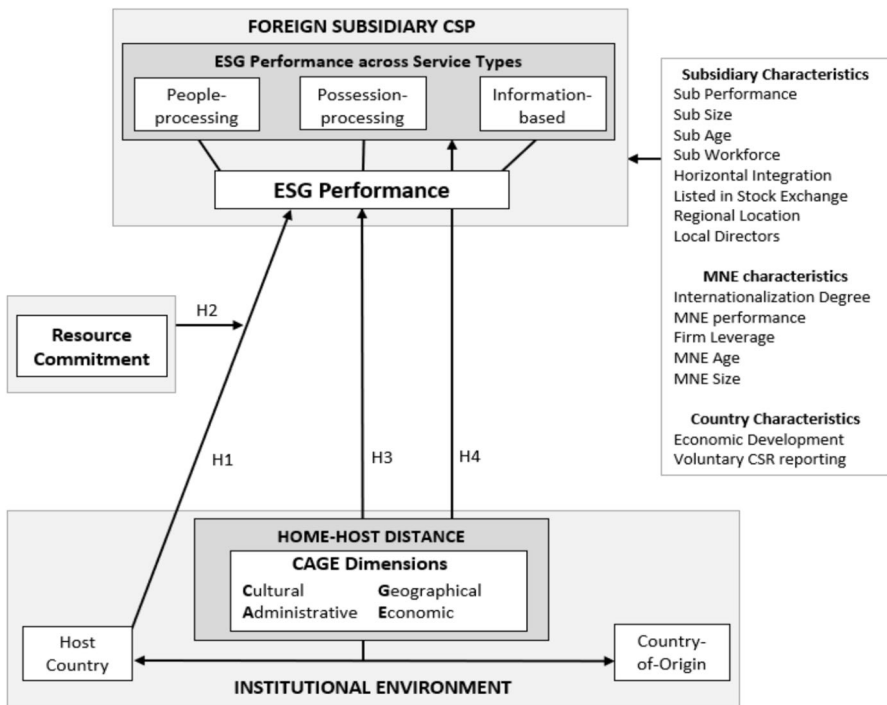 FOREIGN SUBSIDIARY CSP
ESG Performance across Service Types
People-
processing
Possession-
processing
Information-
based
ESG Performance
Subsidiary Characteristics
Sub Performance
Sub Size
Sub Age
Sub Workforce
Horizontal Integration
Listed in Stock Exchange
Regional Location
Local Directors
MNE characteristics
Internationalization Degree
MNE performance
Firm Leverage
MNE Age
MNE Size
Country Characteristics
Economic Development
Voluntary CSR reporting
H2
Resource
Commitment
H1
H3
H4
HOME-HOST DISTANCE
CAGE Dimensions
Cultural Geographical
Administrative Economic
Host
Country
Country-
of-Origin
INSTITUTIONAL ENVIRONMENT